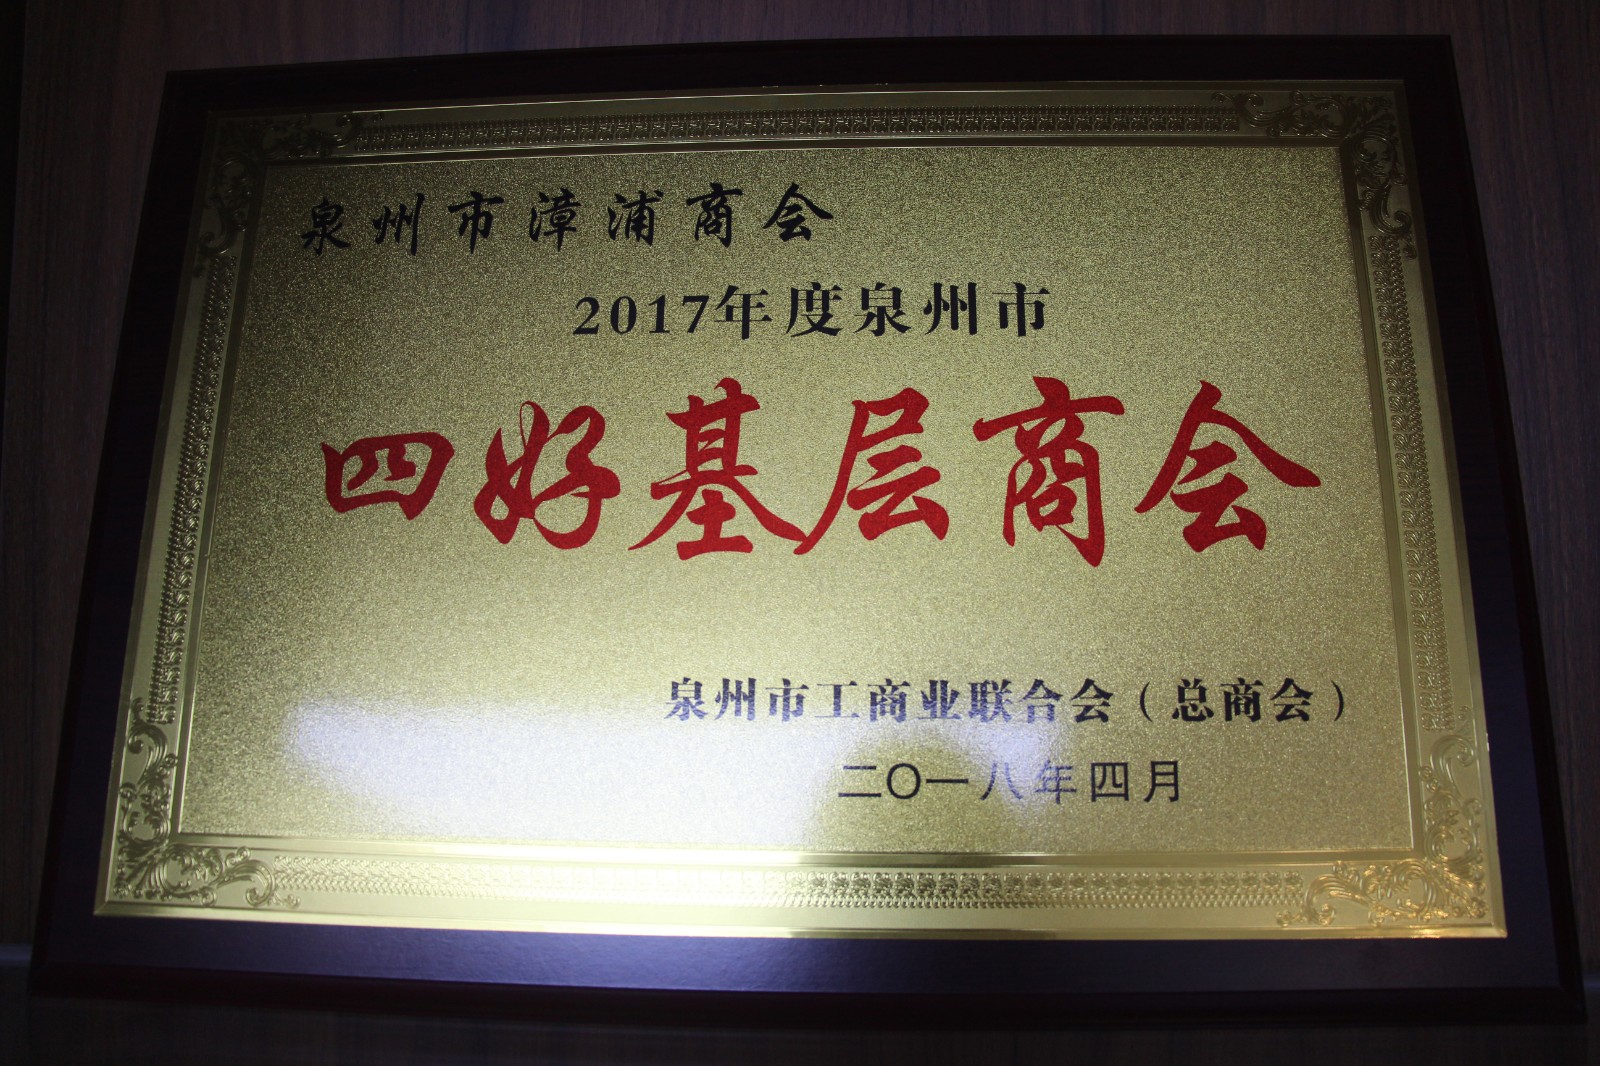 泉州市漳浦商会
2017年度泉州市
四好基层商会
泉州市工商业联合会（总商会）
二〇一八年四月